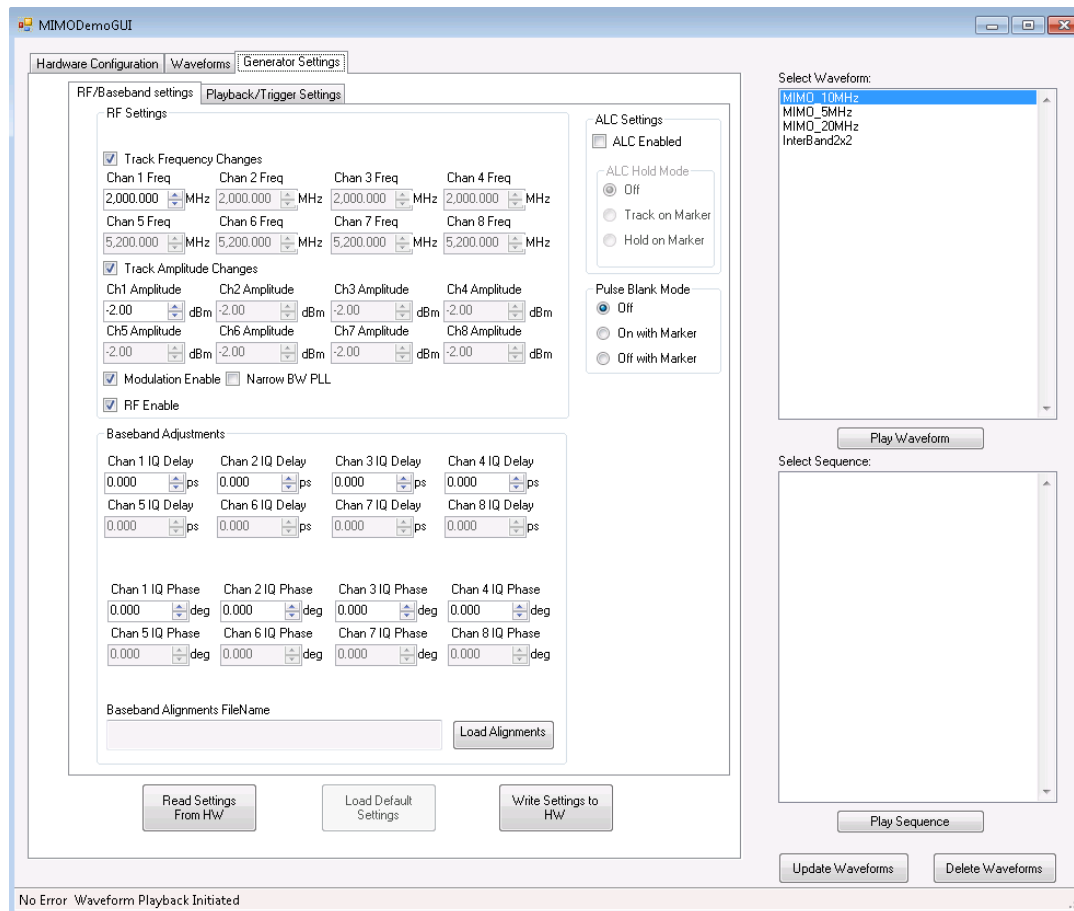 MIMODemoGUI
Hardware Configuration Waveforms Generator Settings
RF/Baseband settings Playback/Trigger Settings
RF Settings
Track Frequency Changes
Chan 1 Freq Chan 2 Freq Chan 3 Freq Chan 4 Freq
2,000.000 MHz 2,000.000 MHz 2,000.000 MHz 2,000.000 MHz
Chan 5 Freq Chan 6 Freq Chan 7 Freq Chan 8 Freq
5,200.000 MHz 5,200.000 MHz 5,200.000 MHz 5,200.000 MHz
Track Amplitude Changes
Ch1 Amplitude Ch2 Amplitude Ch3 Amplitude Ch4 Amplitude
-2.00 dBm -2.00 dBm -2.00 dBm -2.00 dBm
Ch5 Amplitude Ch6 Amplitude Ch7 Amplitude Ch8 Amplitude
-2.00 dBm -2.00 dBm -2.00 dBm -2.00 dBm
Modulation Enable Narrow BW PLL
RF Enable
ALC Settings
ALC Enabled
ALC Hold Mode
Off
Track on Marker
Hold on Marker
Pulse Blank Mode
Off
On with Marker
Off with Marker
Baseband Adjustments
Chan 1 IQ Delay Chan 2 IQ Delay Chan 3 IQ Delay Chan 4 IQ Delay
0.000 ps 0.000 ps 0.000 ps 0.000 ps
Chan 5 IQ Delay Chan 6 IQ Delay Chan 7 IQ Delay Chan 8 IQ Delay
0.000 ps 0.000 ps 0.000 ps 0.000 ps
Chan 1 IQ Phase Chan 2 IQ Phase Chan 3 IQ Phase Chan 4 IQ Phase
0.000 deg 0.000 deg 0.000 deg 0.000 deg
Chan 5 IQ Phase Chan 6 IQ Phase Chan 7 IQ Phase Chan 8 IQ Phase
0.000 deg 0.000 deg 0.000 deg 0.000 deg
Baseband Alignments FileName
Load Alignments
Read Settings
From HW
Load Default
Settings
Write Settings to
HW
Select Waveform:
MIMO_10MHz
MIMO_5MHz
MIMO_20MHz
InterBand2x2
Play Waveform
Select Sequence:
Play Sequence
Update Waveforms Delete Waveforms
No Error Waveform Playback Initiated